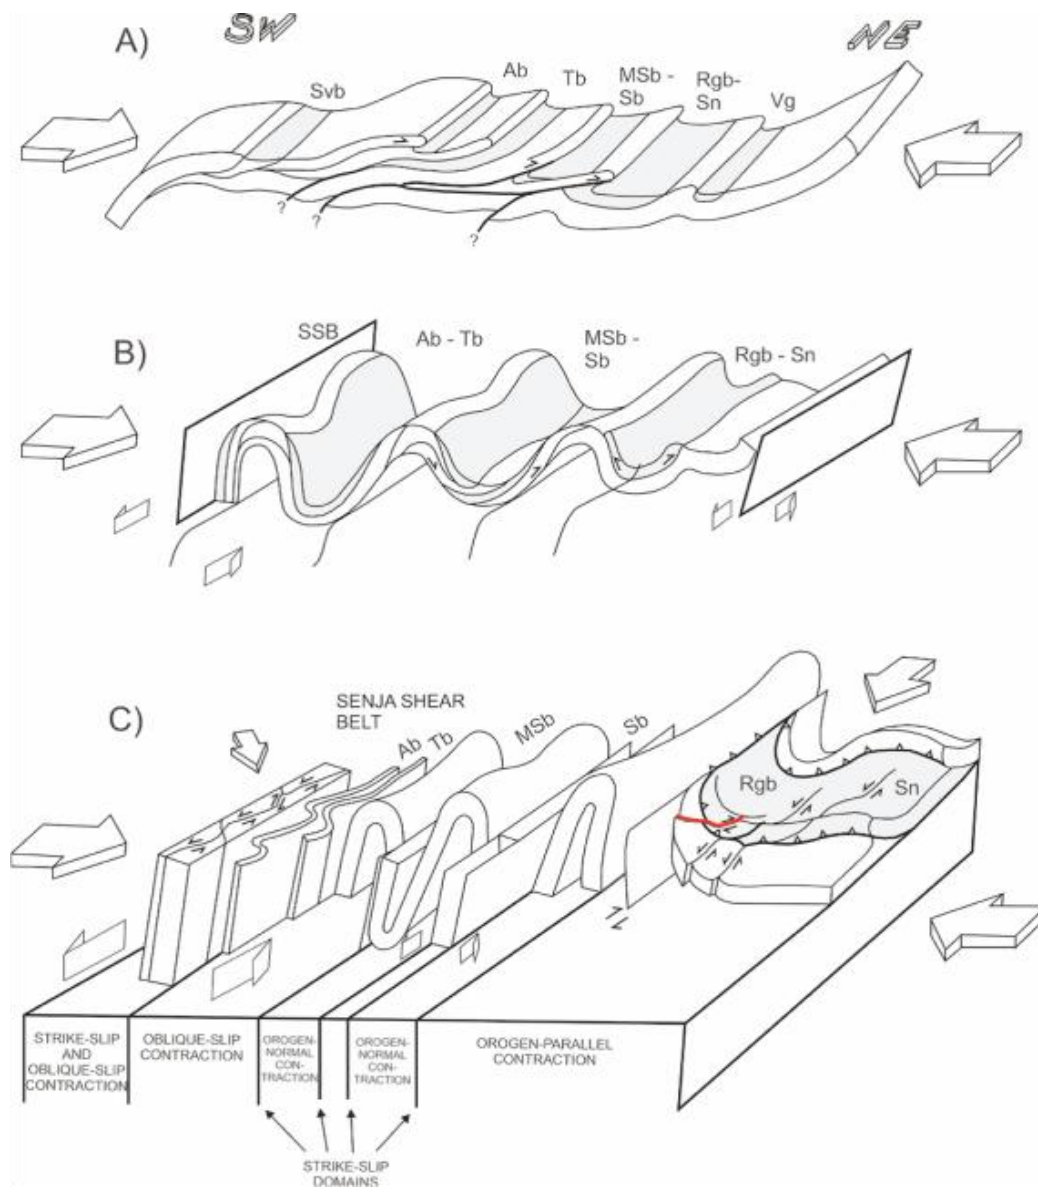 A)
SW
NE
Svb
Ab
Tb
MSb -
Sb
Rgb-
Sn
Vg
?
?
?
B)
SSB
Ab - Tb
MSb -
Sb
Rgb - Sn
C)
SENJA SHEAR
BELT
Ab
Tb
MSb
Sb
Rgb
Sn
STRIKE-SLIP
AND
OBLIQUE-SLIP
CONTRACTION
OBLIQUE-SLIP
CONTRACTION
OROGEN-
NORMAL
CON-
TRACTION
OROGEN-
NORMAL
CON-
TRACTION
OROGEN-PARALLEL
CONTRACTION
STRIKE-SLIP
DOMAINS